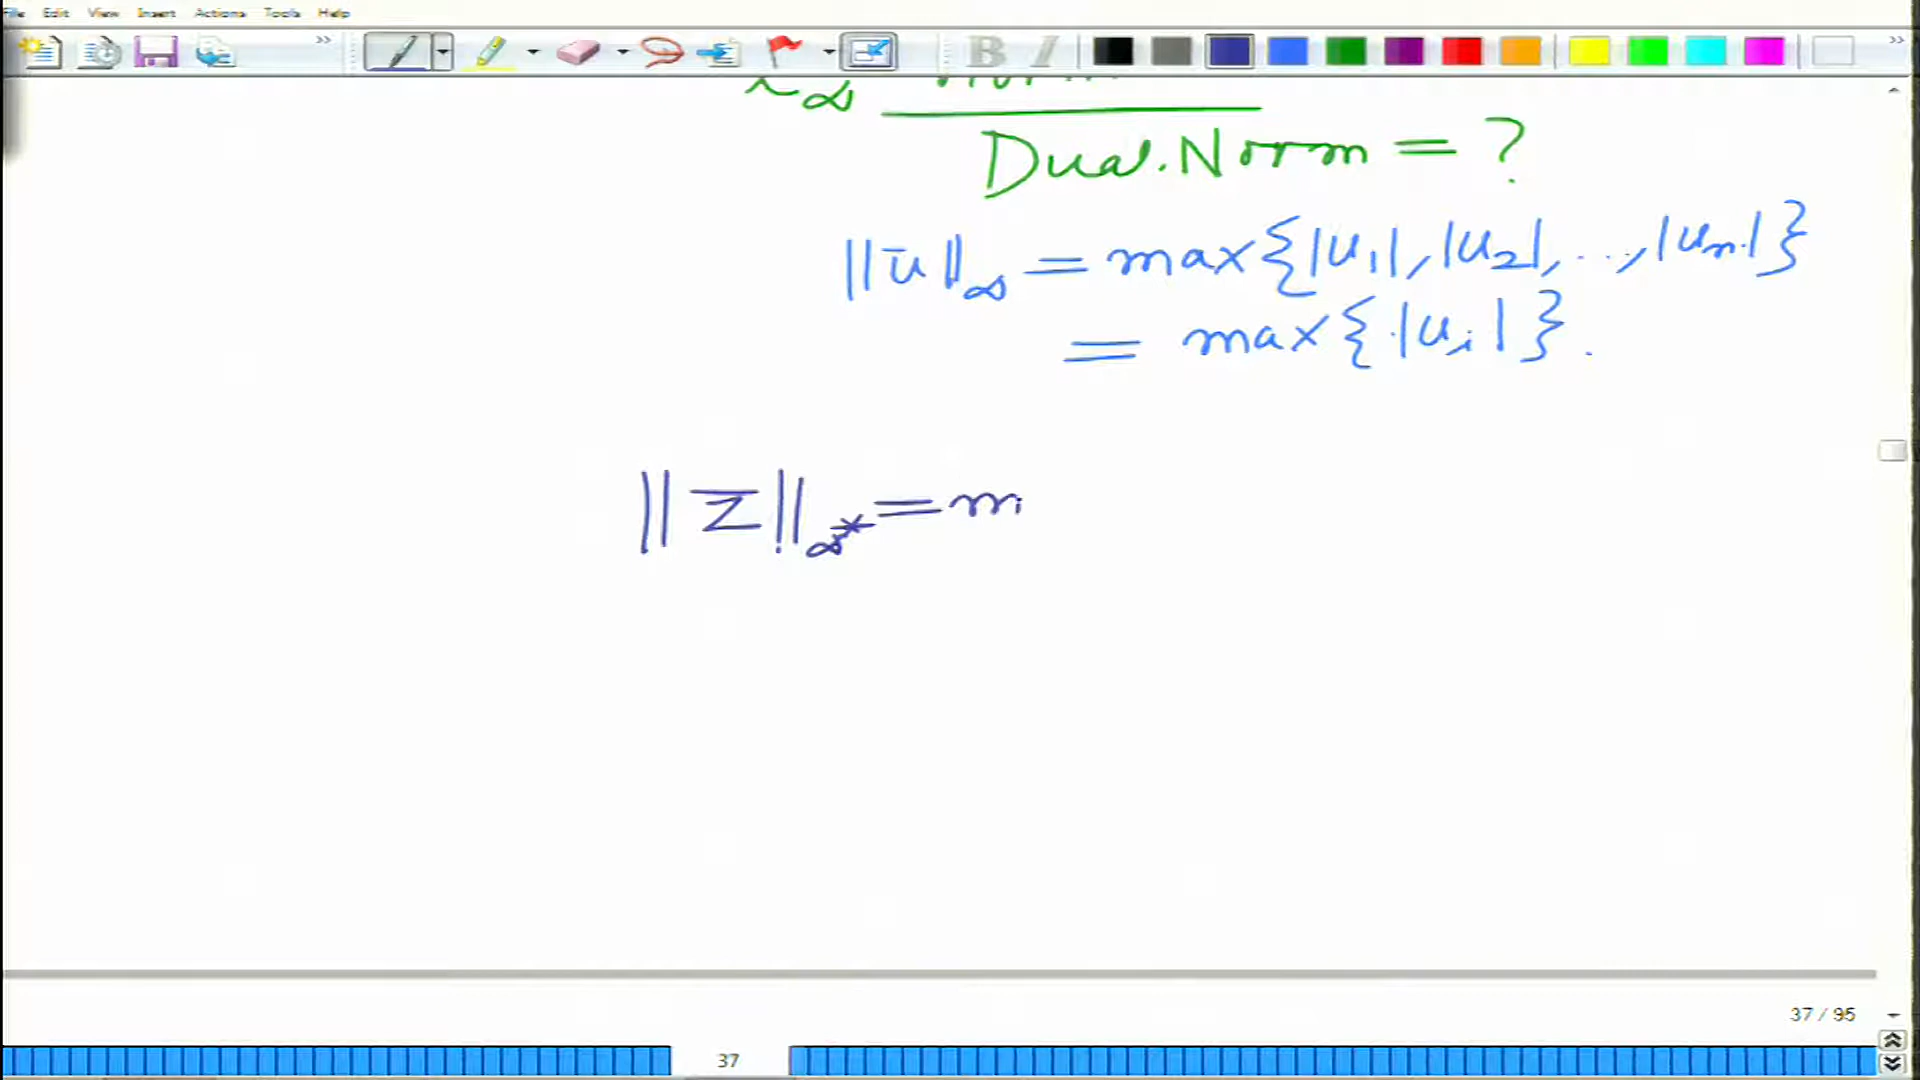 File Edit View Insert Actions Tools Help
B I
∞
Dual Norm = ?
||ū||∞ = max{|u₁|, |u₂|, ..., |uₙ|}
= max{|uᵢ|}.
||z̄||∞* = m
37 / 95
37